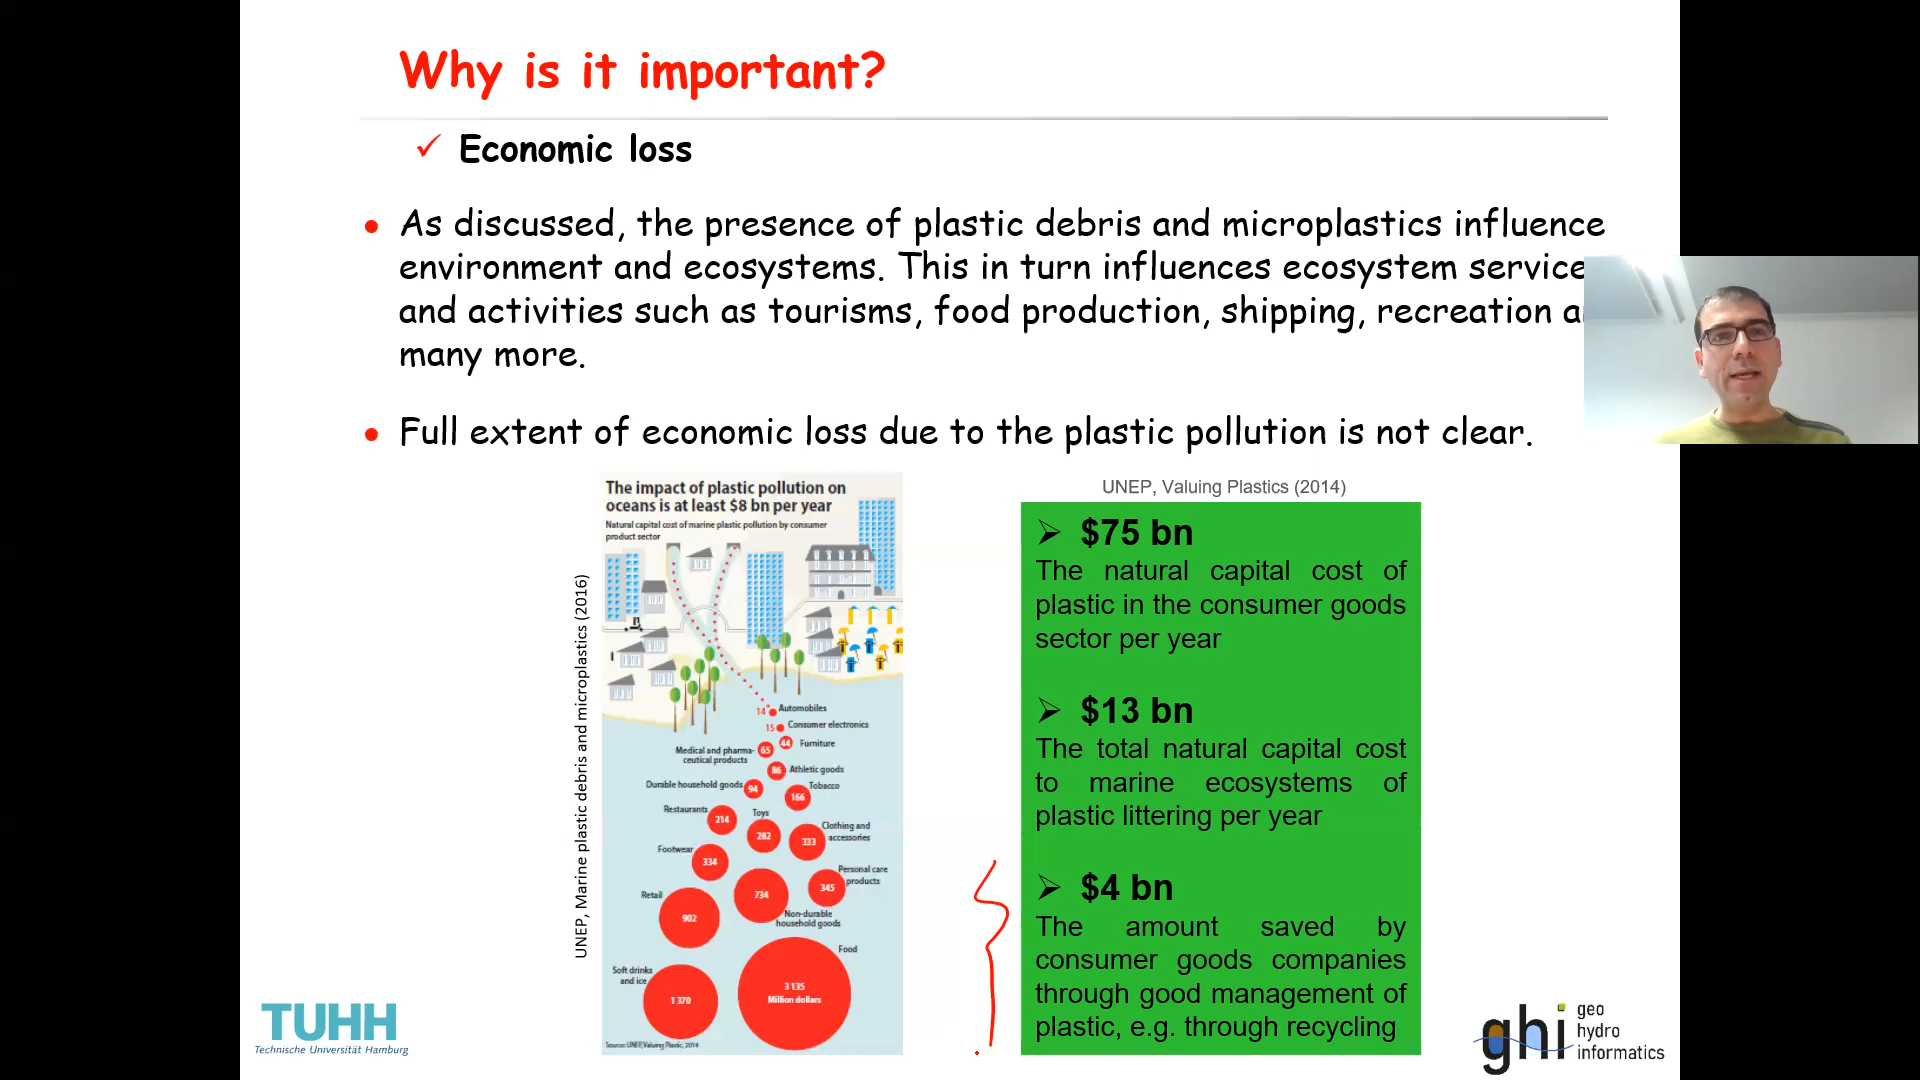 Why is it important?
✓ Economic loss
• As discussed, the presence of plastic debris and microplastics influence
environment and ecosystems. This in turn influences ecosystem service
and activities such as tourisms, food production, shipping, recreation a
many more.
• Full extent of economic loss due to the plastic pollution is not clear.
UNEP, Marine plastic debris and microplastics (2016)
The impact of plastic pollution on
oceans is at least $8 bn per year
Natural capital cost of marine plastic pollution by consumer
product sector
14 Automobiles
15 Consumer electronics
44 Furniture
Medical and pharma-
ceutical products
65
86 Athletic goods
Durable household goods 94
Tobacco
166
Restaurants
214
Toys
282
Clothing and
accessories
333
Footwear
334
Personal care
products
345
Retail
902
734
Non-durable
household goods
Food
3 135
Million dollars
Soft drinks
and ice
1 370
Source: UNEP, Valuing Plastic, 2014
UNEP, Valuing Plastics (2014)
➢ $75 bn
The natural capital cost of
plastic in the consumer goods
sector per year
➢ $13 bn
The total natural capital cost
to marine ecosystems of
plastic littering per year
➢ $4 bn
The amount saved by
consumer goods companies
through good management of
plastic, e.g. through recycling
TUHH
Technische Universität Hamburg
ghi
geo
hydro
informatics